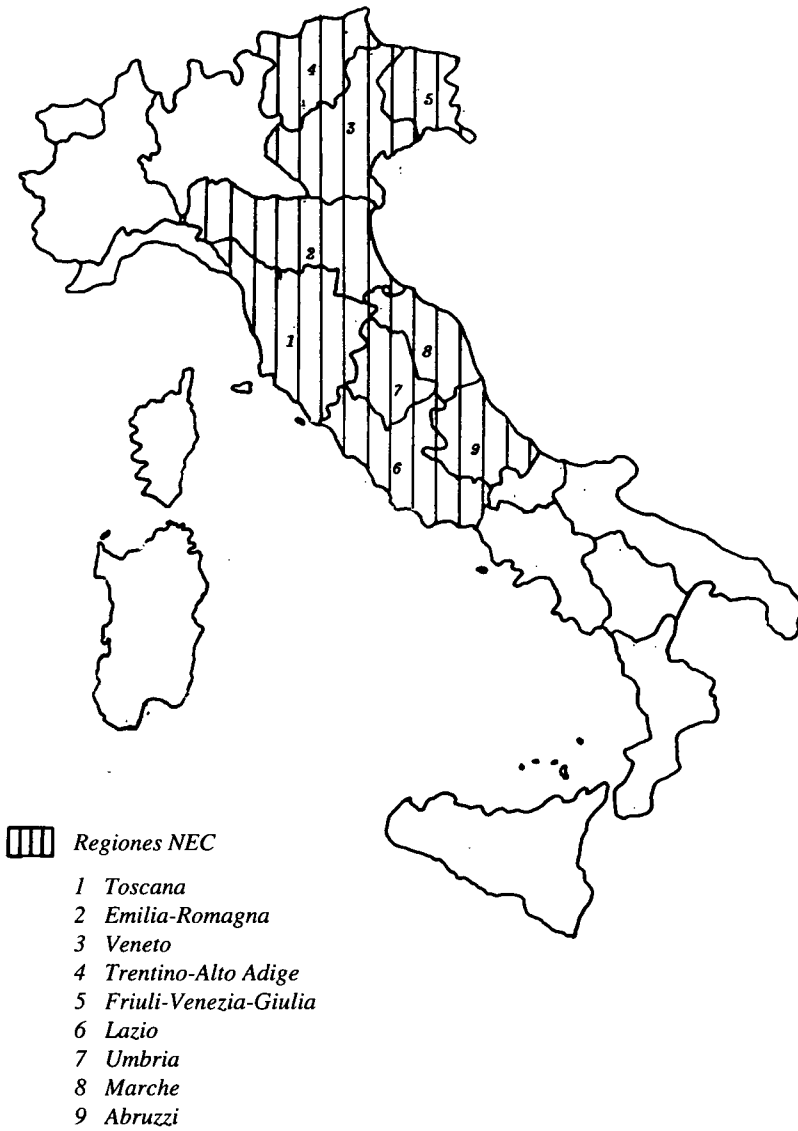 4
5
3
2
1
8
7
9
6
Regiones NEC
1 Toscana
2 Emilia-Romagna
3 Veneto
4 Trentino-Alto Adige
5 Friuli-Venezia-Giulia
6 Lazio
7 Umbria
8 Marche
9 Abruzzi